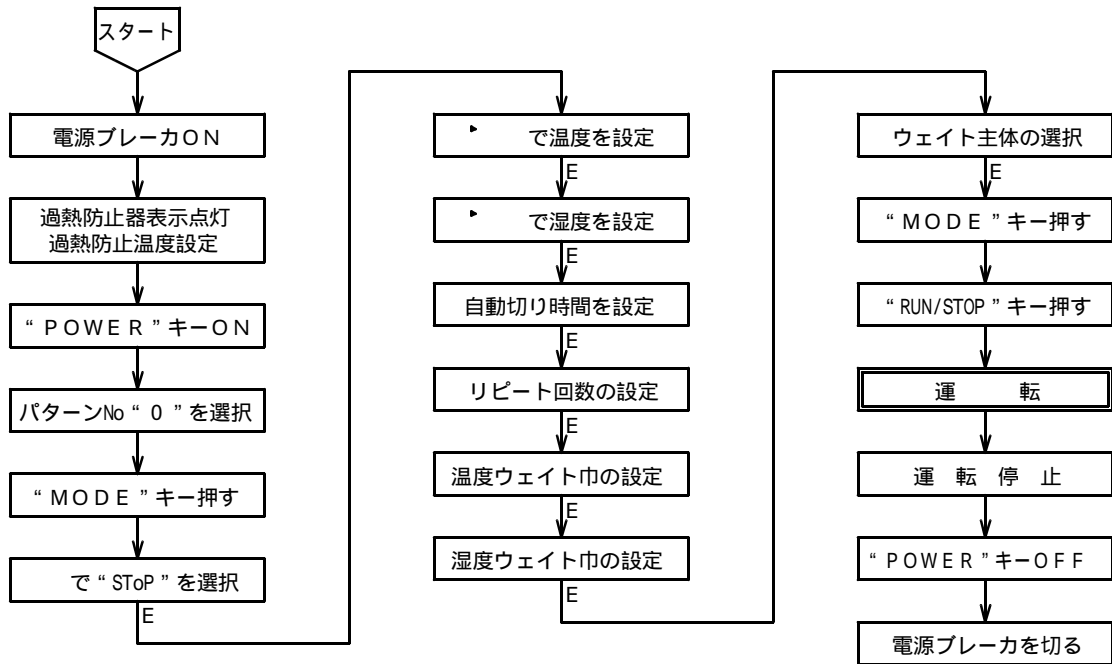 スタート
電源ブレーカON
過熱防止器表示点灯
過熱防止温度設定
“POWER”キーON
パターンNo“0”を選択
“MODE”キー押す
で“SToP”を選択
E
で温度を設定
E
で湿度を設定
E
自動切り時間を設定
E
リピート回数の設定
E
温度ウェイト巾の設定
E
湿度ウェイト巾の設定
E
ウェイト主体の選択
E
“MODE”キー押す
“RUN/STOP”キー押す
運 転
運 転 停 止
“POWER”キーOFF
電源ブレーカを切る